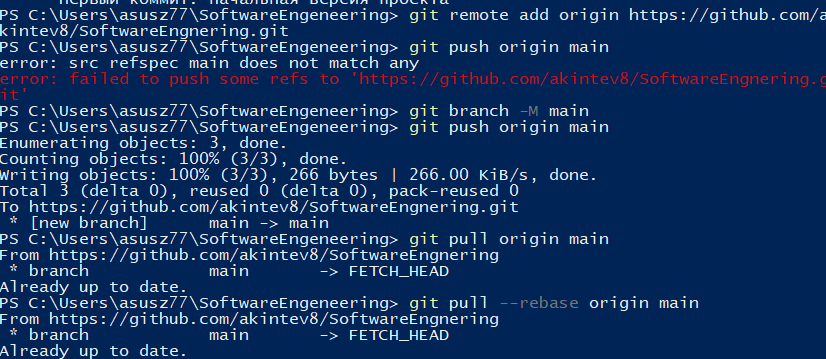 первый коммит: начальная версия проекта
PS C:\Users\asusz77\SoftwareEngeneering> git remote add origin https://github.com/a
kintev8/SoftwareEngnering.git
PS C:\Users\asusz77\SoftwareEngeneering> git push origin main
error: src refspec main does not match any
error: failed to push some refs to 'https://github.com/akintev8/SoftwareEngnering.g
it'
PS C:\Users\asusz77\SoftwareEngeneering> git branch -M main
PS C:\Users\asusz77\SoftwareEngeneering> git push origin main
Enumerating objects: 3, done.
Counting objects: 100% (3/3), done.
Writing objects: 100% (3/3), 266 bytes | 266.00 KiB/s, done.
Total 3 (delta 0), reused 0 (delta 0), pack-reused 0
To https://github.com/akintev8/SoftwareEngnering.git
 * [new branch]      main -> main
PS C:\Users\asusz77\SoftwareEngeneering> git pull origin main
From https://github.com/akintev8/SoftwareEngnering
 * branch            main       -> FETCH_HEAD
Already up to date.
PS C:\Users\asusz77\SoftwareEngeneering> git pull --rebase origin main
From https://github.com/akintev8/SoftwareEngnering
 * branch            main       -> FETCH_HEAD
Already up to date.